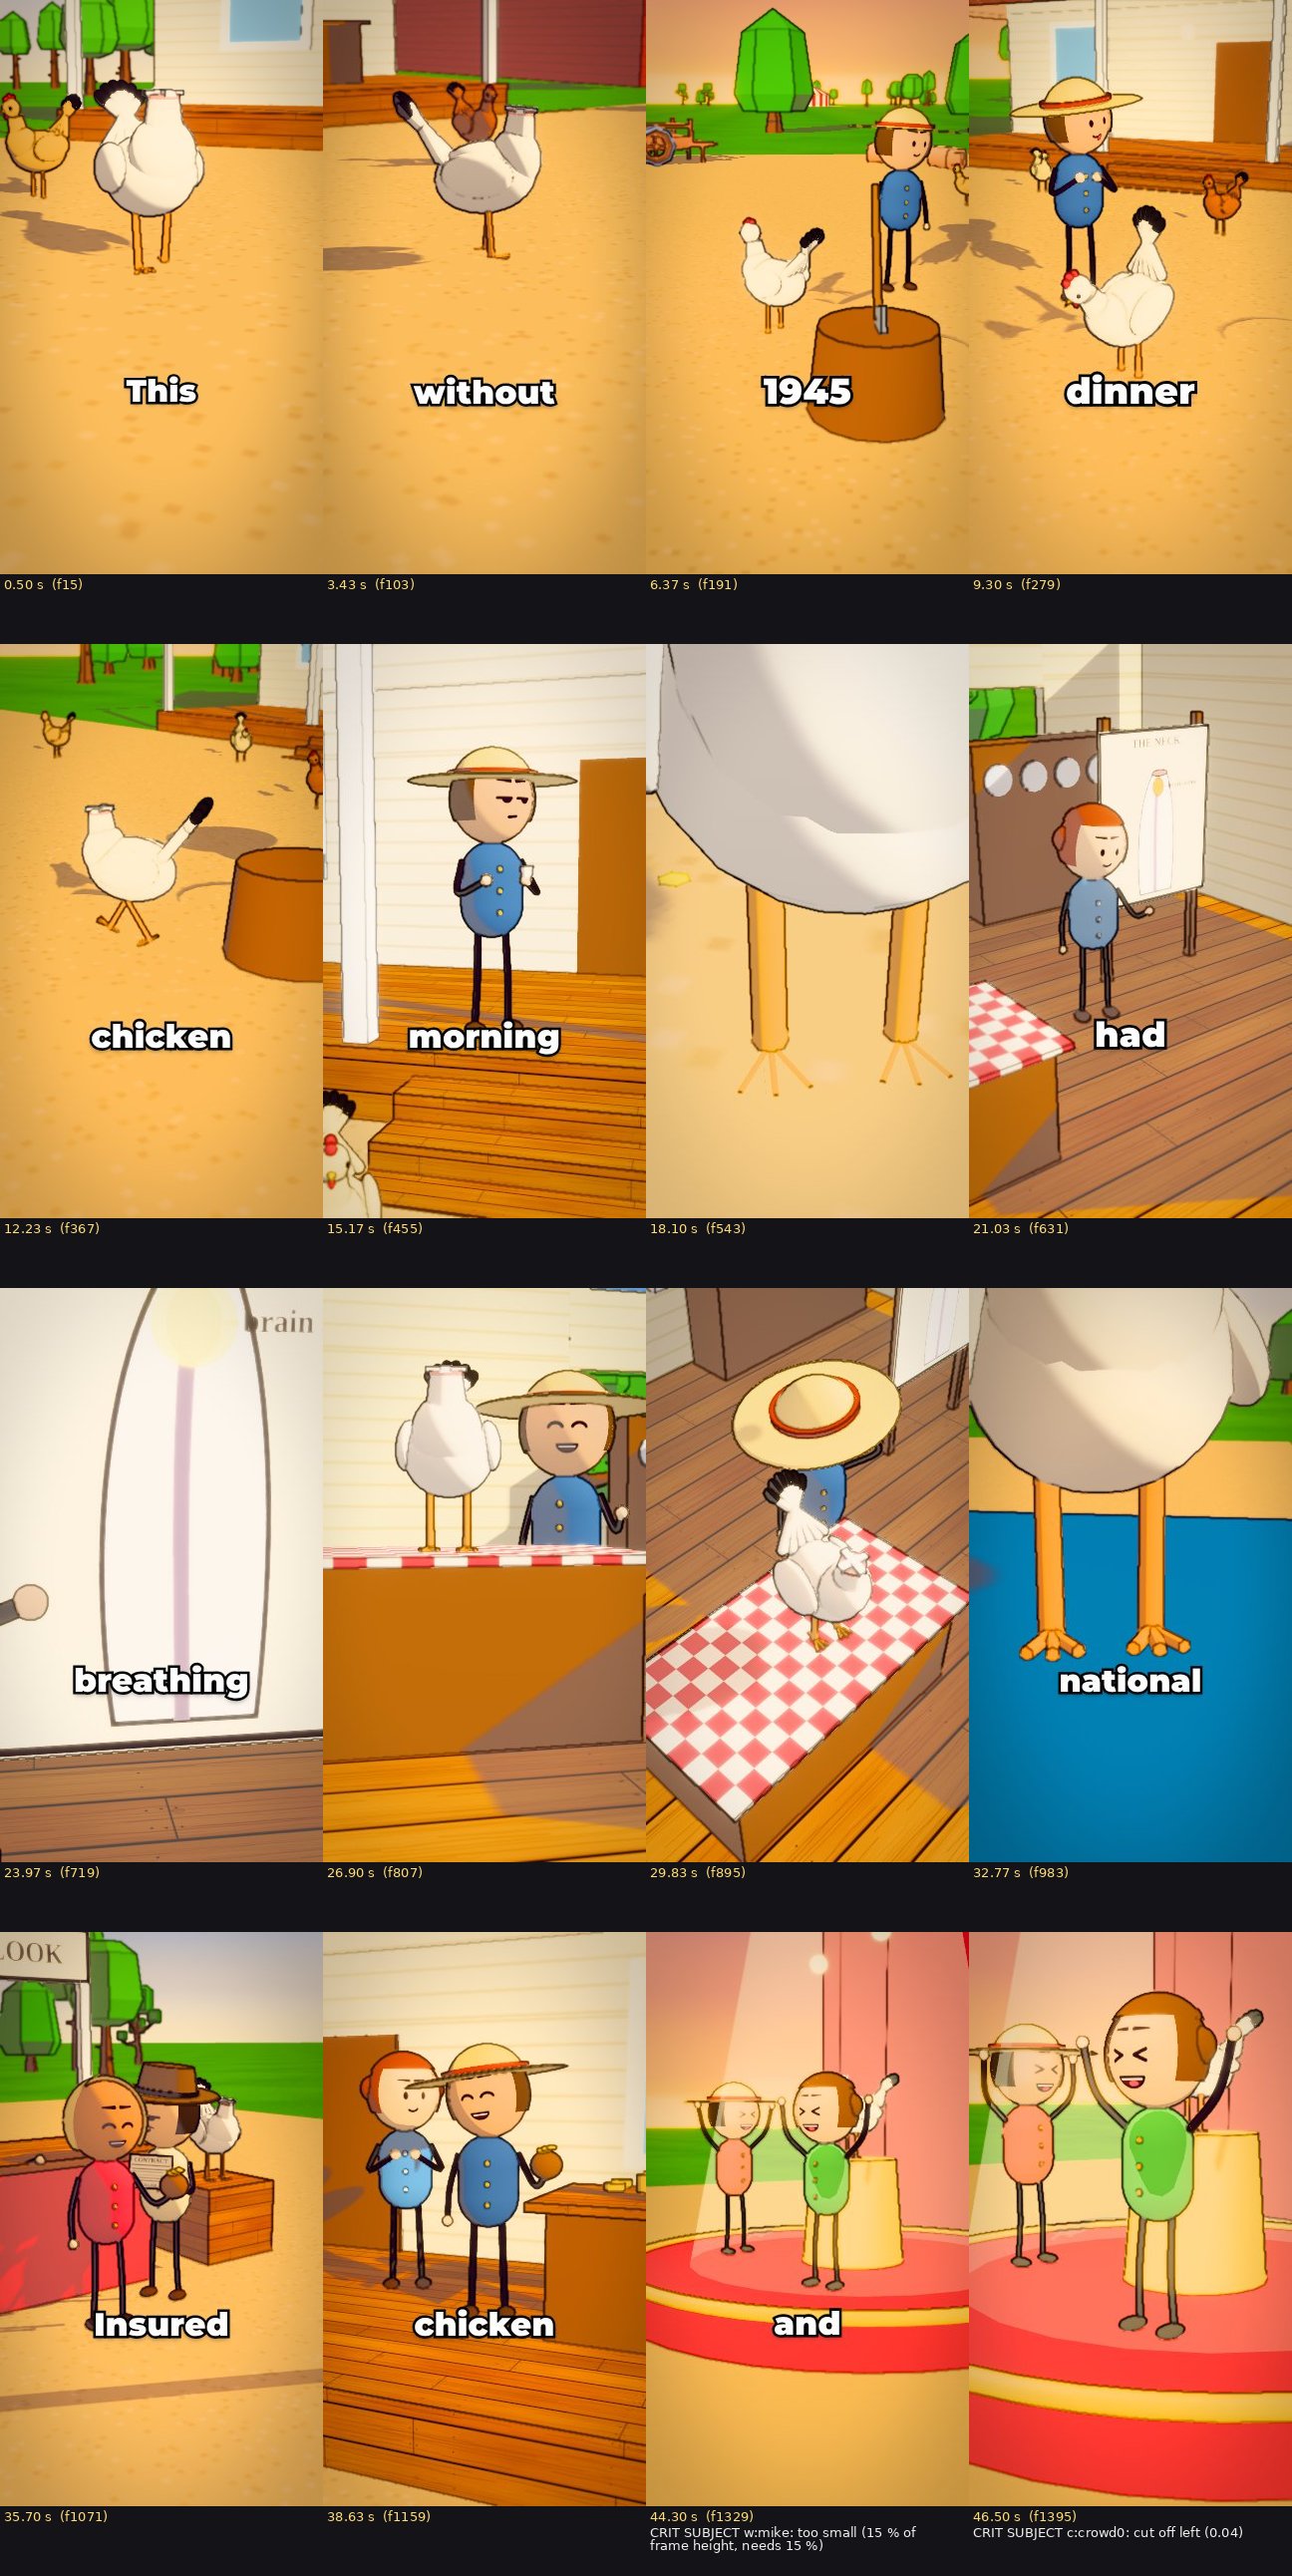 This
without
1945
dinner
0.50 s (f15)
3.43 s (f103)
6.37 s (f191)
9.30 s (f279)
THE NECK
chicken
morning
had
12.23 s (f367)
15.17 s (f455)
18.10 s (f543)
21.03 s (f631)
brain
breathing
national
23.97 s (f719)
26.90 s (f807)
29.83 s (f895)
32.77 s (f983)
LOOK
CONTRACT
Insured
chicken
and
35.70 s (f1071)
38.63 s (f1159)
44.30 s (f1329)
46.50 s (f1395)
CRIT SUBJECT w:mike: too small (15 % of
frame height, needs 15 %)
CRIT SUBJECT c:crowd0: cut off left (0.04)